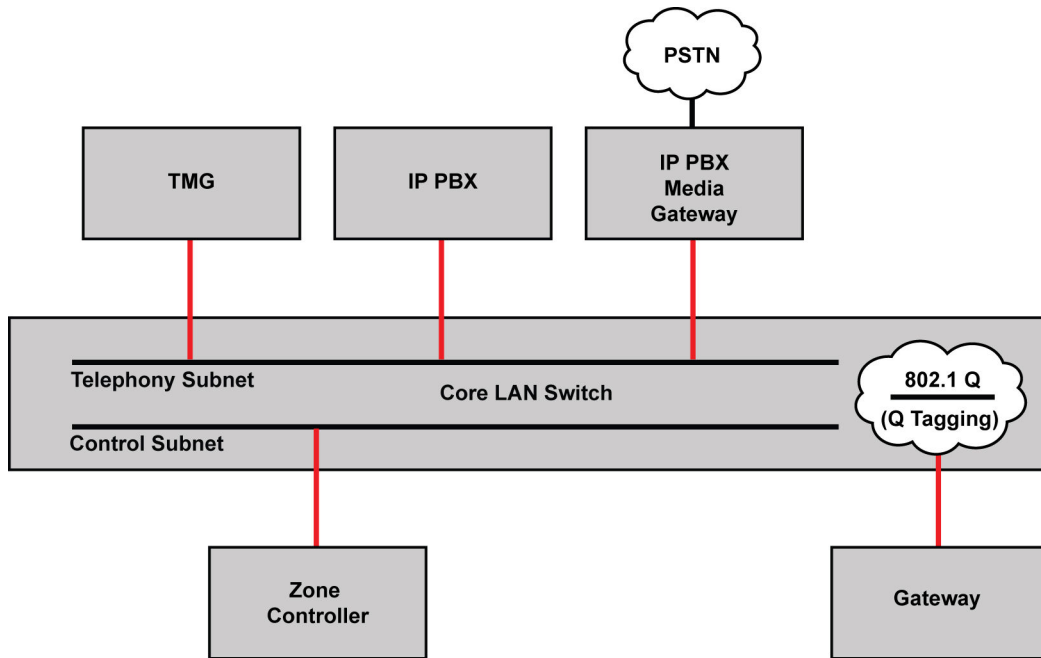 PSTN
TMG
IP PBX
IP PBX
Media
Gateway
Telephony Subnet
Core LAN Switch
802.1 Q
(Q Tagging)
Control Subnet
Zone
Controller
Gateway